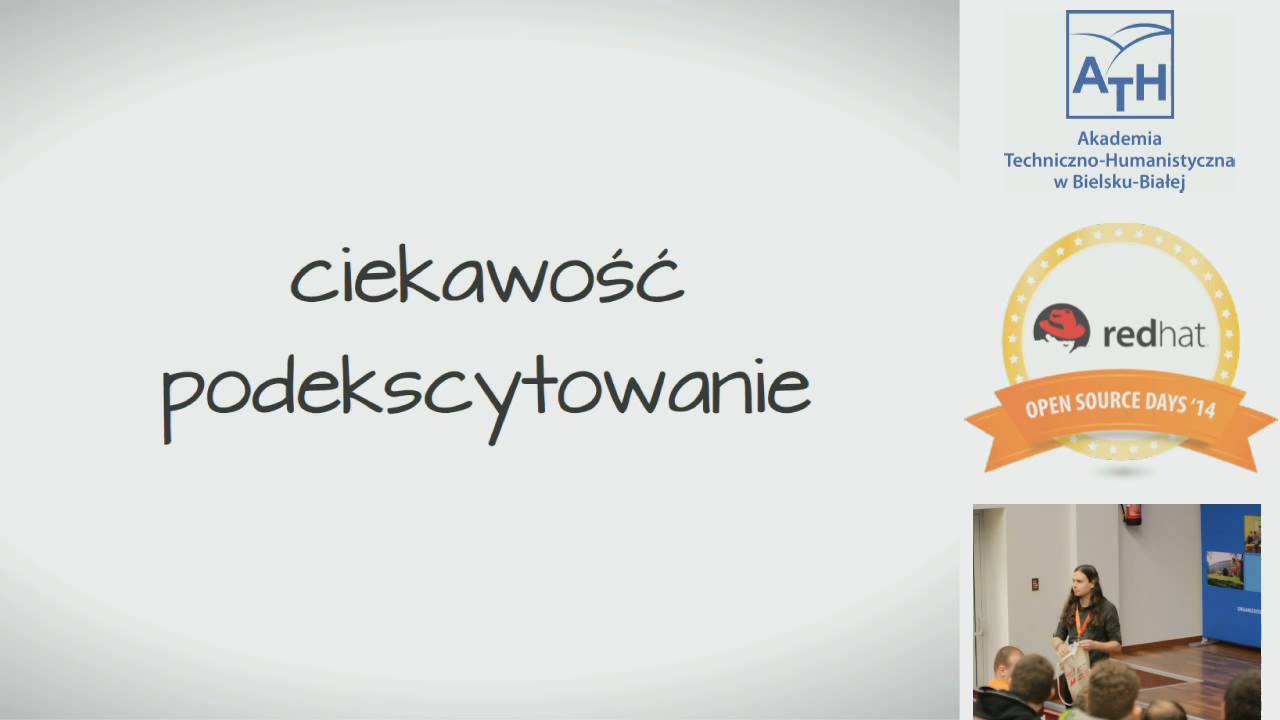 ciekawość
podekscytowanie
ATH
Akademia
Techniczno-Humanistyczna
w Bielsku-Białej
redhat.
OPEN SOURCE DAYS '14